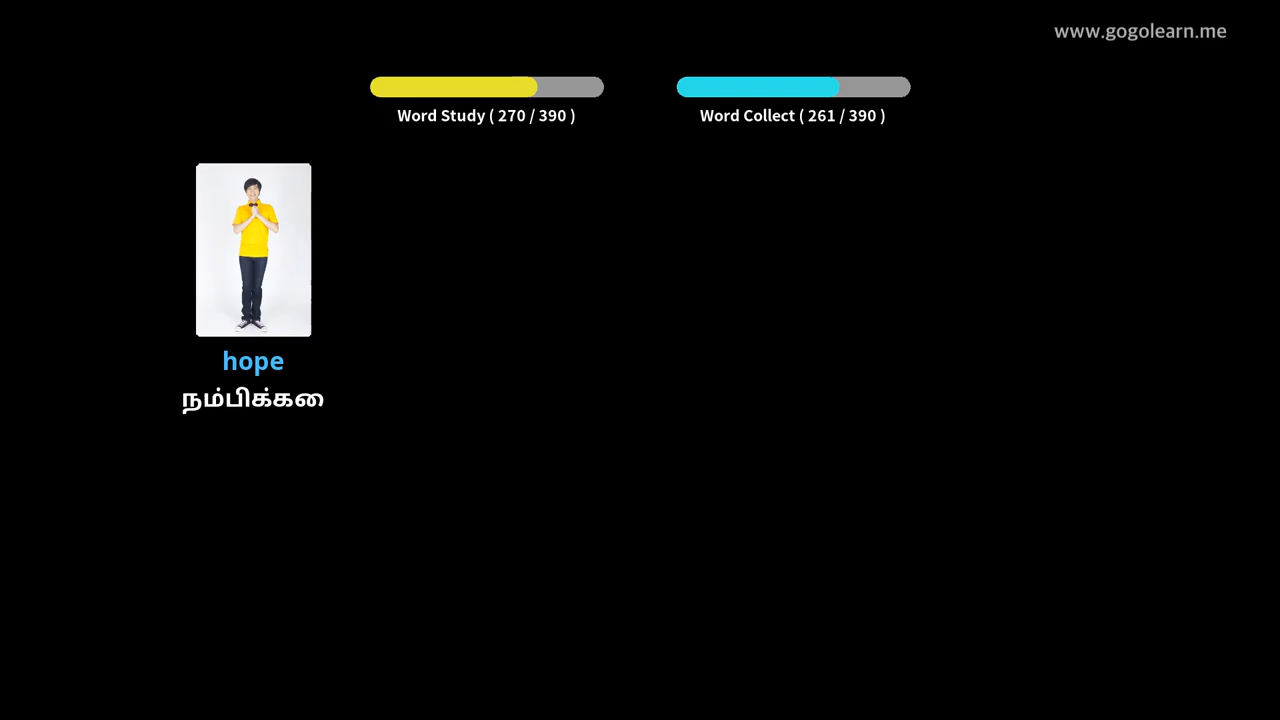 www.gogolearn.me
Word Study ( 270 / 390 )
Word Collect ( 261 / 390 )
hope
நம்பிக்கை